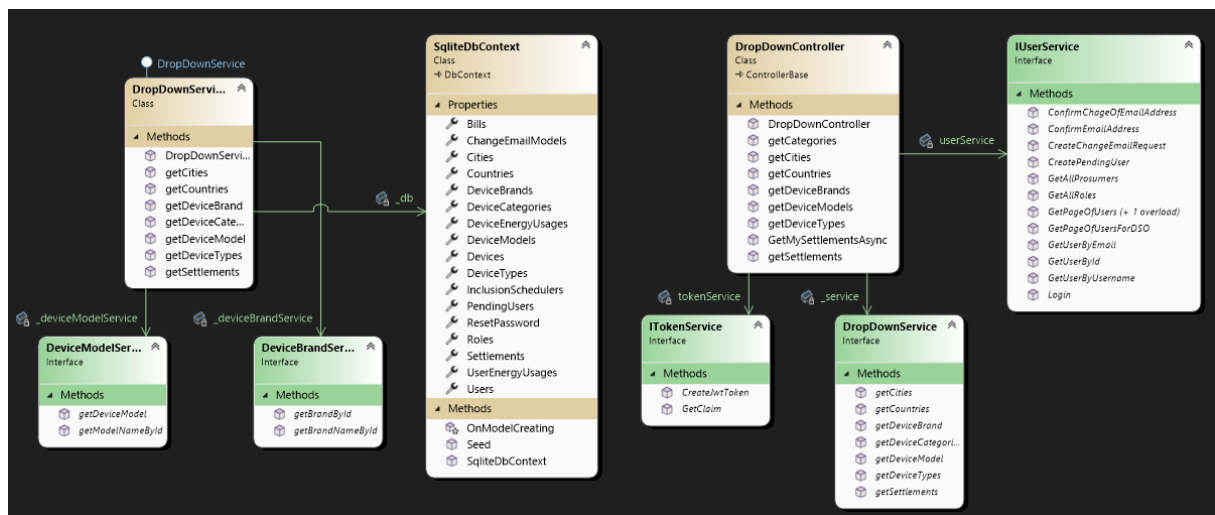 DropDownService
DropDownServi...
Class
Methods
DropDownServi...
getCities
getCountries
getDeviceBrand
getDeviceCate...
getDeviceModel
getDeviceTypes
getSettlements
_deviceModelService
_deviceBrandService
_db
DeviceModelSer...
Interface
Methods
getDeviceModel
getModelNameById
DeviceBrandSer...
Interface
Methods
getBrandById
getBrandNameById
SqliteDbContext
Class
DbContext
Properties
Bills
ChangeEmailModels
Cities
Countries
DeviceBrands
DeviceCategories
DeviceEnergyUsages
DeviceModels
Devices
DeviceTypes
InclusionSchedulers
PendingUsers
ResetPassword
Roles
Settlements
UserEnergyUsages
Users
Methods
OnModelCreating
Seed
SqliteDbContext
DropDownController
Class
ControllerBase
Methods
DropDownController
getCategories
getCities
getCountries
getDeviceBrands
getDeviceModels
getDeviceTypes
GetMySettlementsAsync
getSettlements
userService
tokenService
_service
ITokenService
Interface
Methods
CreateJwtToken
GetClaim
DropDownService
Interface
Methods
getCities
getCountries
getDeviceBrand
getDeviceCategori...
getDeviceModel
getDeviceTypes
getSettlements
IUserService
Interface
Methods
ConfirmChageOfEmailAddress
ConfirmEmailAddress
CreateChangeEmailRequest
CreatePendingUser
GetAllProsumers
GetAllRoles
GetPageOfUsers (+ 1 overload)
GetPageOfUsersForDSO
GetUserByEmail
GetUserById
GetUserByUsername
Login